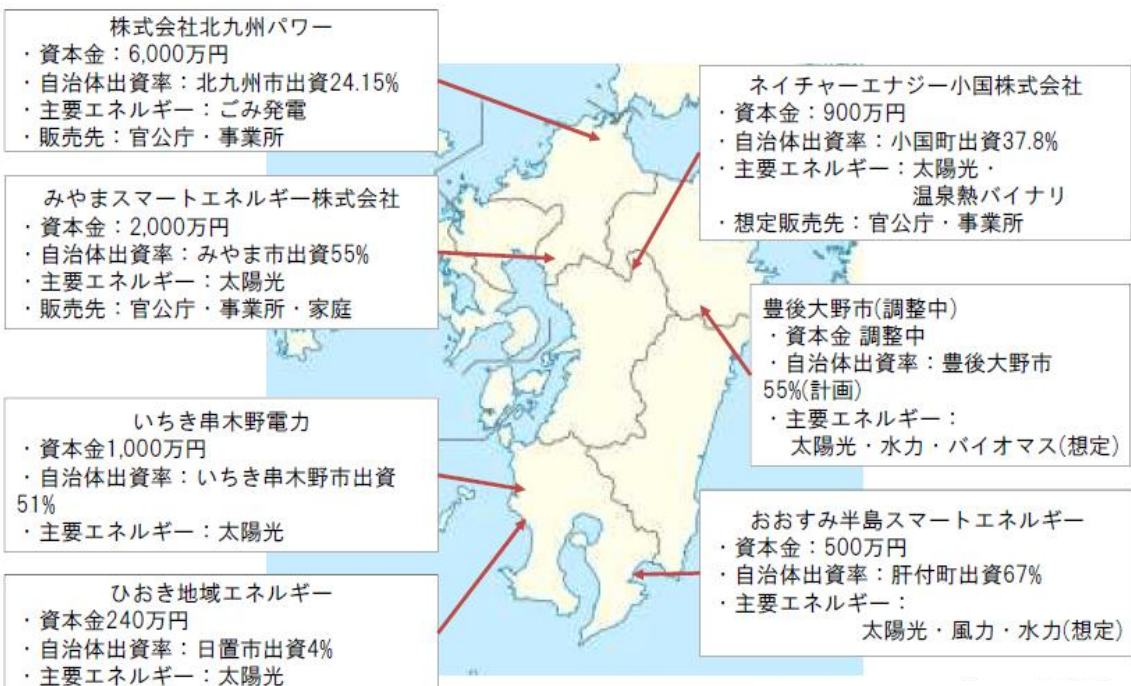 株式会社北九州パワー
・資本金：6,000万円
・自治体出資率：北九州市出資24.15%
・主要エネルギー：ごみ発電
・販売先：官公庁・事業所
みやまスマートエネルギー株式会社
・資本金：2,000万円
・自治体出資率：みやま市出資55%
・主要エネルギー：太陽光
・販売先：官公庁・事業所・家庭
いちき串木野電力
・資本金1,000万円
・自治体出資率：いちき串木野市出資
51%
・主要エネルギー：太陽光
ひおき地域エネルギー
・資本金240万円
・自治体出資率：日置市出資4%
・主要エネルギー：太陽光
ネイチャーエナジー小国株式会社
・資本金：900万円
・自治体出資率：小国町出資37.8%
・主要エネルギー：太陽光・
温泉熱バイナリ
・想定販売先：官公庁・事業所
豊後大野市(調整中)
・資本金 調整中
・自治体出資率：豊後大野市
55%(計画)
・主要エネルギー：
太陽光・水力・バイオマス(想定)
おおすみ半島スマートエネルギー
・資本金：500万円
・自治体出資率：肝付町出資67%
・主要エネルギー：
太陽光・風力・水力(想定)